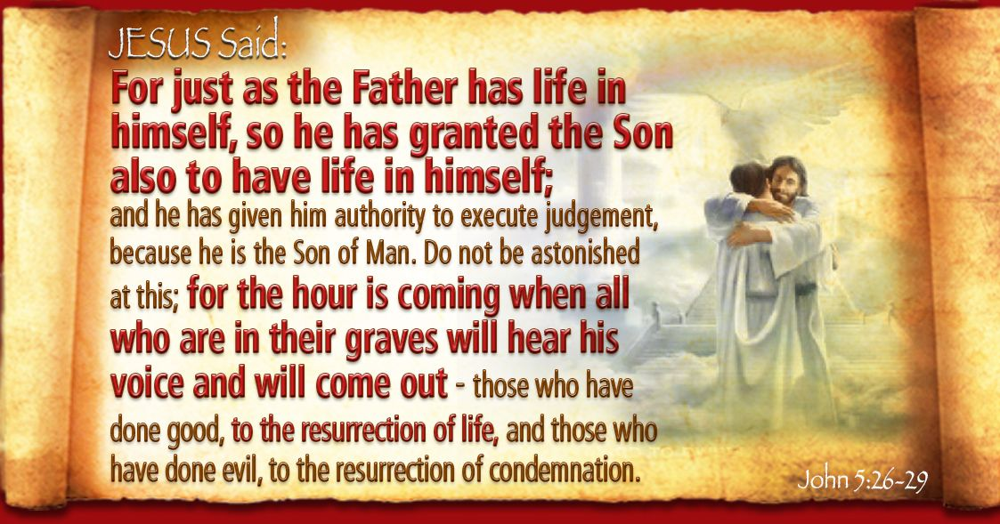 JESUS Said:
For just as the Father has life in
himself, so he has granted the Son
also to have life in himself;
and he has given him authority to execute judgement,
because he is the Son of Man. Do not be astonished
at this; for the hour is coming when all
who are in their graves will hear his
voice and will come out - those who have
done good, to the resurrection of life, and those who
have done evil, to the resurrection of condemnation.
John 5:26-29